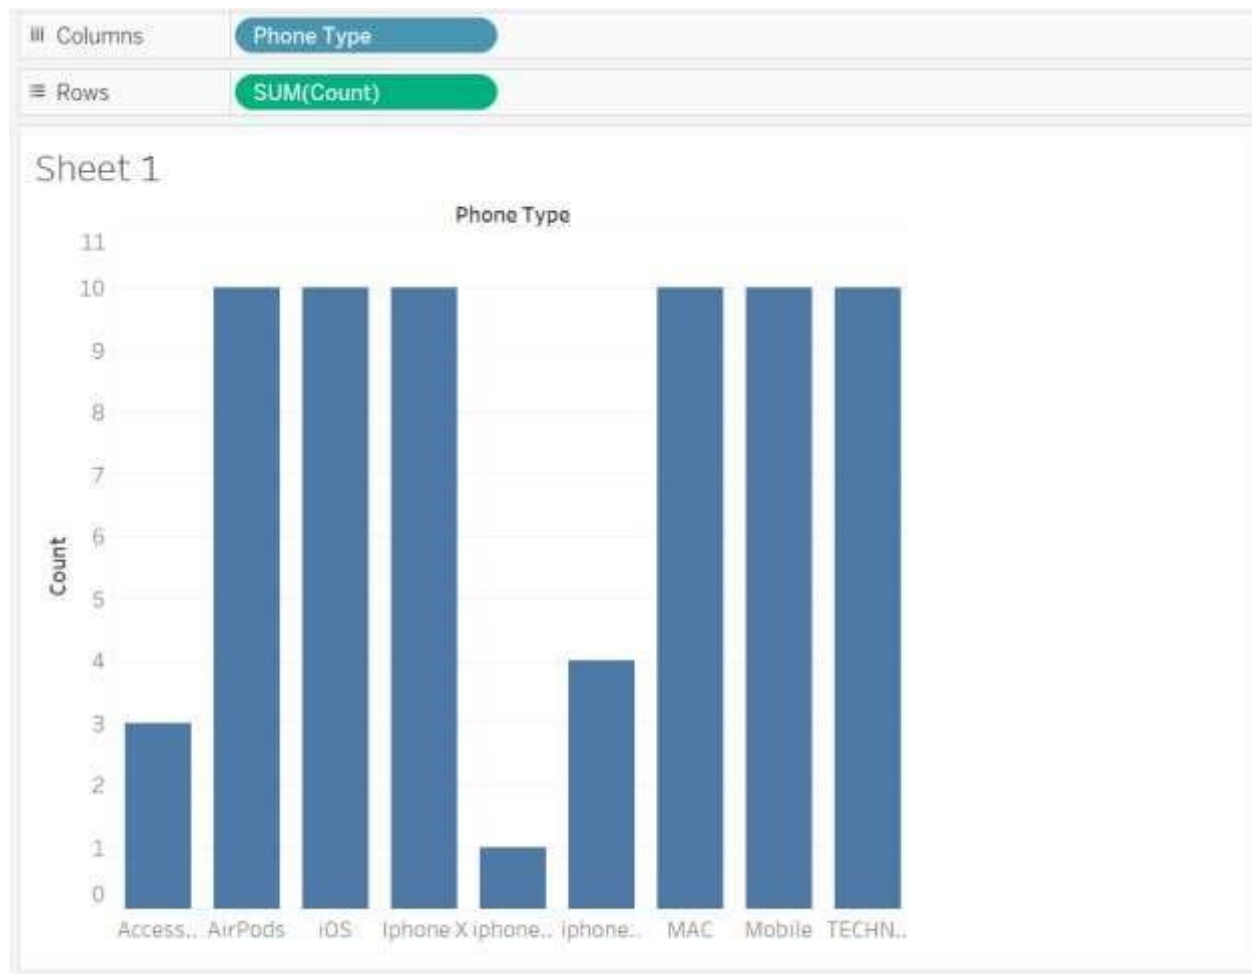 Columns Phone Type
Rows SUM(Count)
Sheet 1
Phone Type
11
10
9
8
7
6
5
4
3
2
1
0
Count
Access.. AirPods iOS Iphone X iphone.. iphone.. MAC Mobile TECHN..